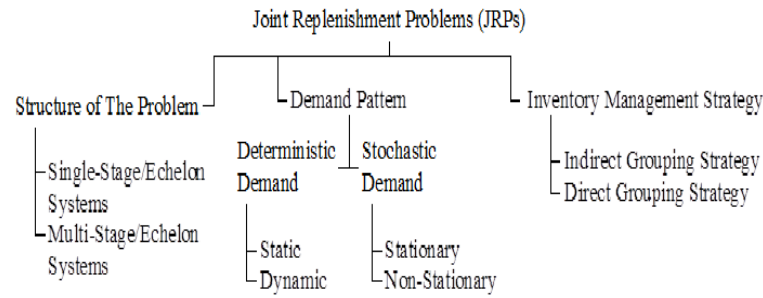 Joint Replenishment Problems (JRPs)
Structure of The Problem
Single-Stage/Echelon
Systems
Multi-Stage/Echelon
Systems
Demand Pattern
Deterministic
Demand
Static
Dynamic
Stochastic
Demand
Stationary
Non-Stationary
Inventory Management Strategy
Indirect Grouping Strategy
Direct Grouping Strategy